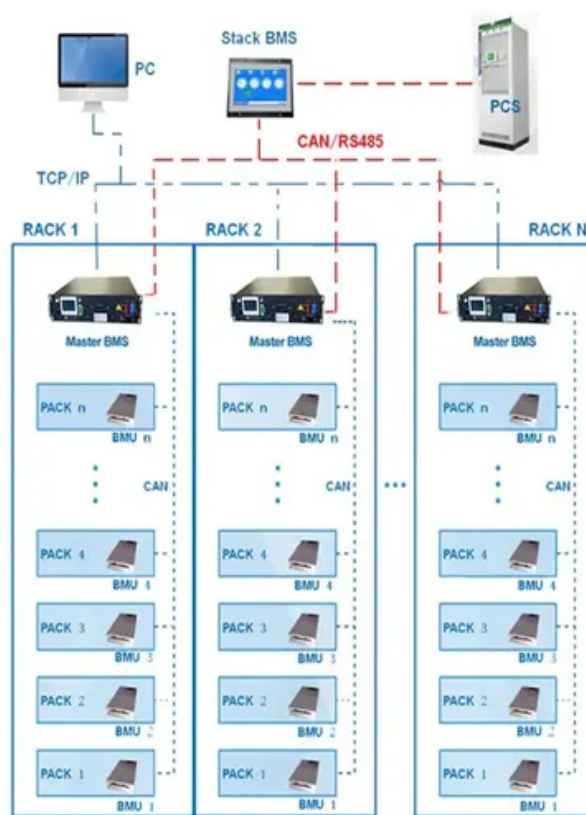 PC
Stack BMS
PCS
CAN/RS485
TCP/IP
RACK 1
RACK 2
RACK N
Master BMS
Master BMS
Master BMS
PACK n
BMU n
PACK n
BMU n
PACK n
BMU n
CAN
CAN
CAN
PACK 4
BMU 4
PACK 4
BMU 4
PACK 4
BMU 4
PACK 3
BMU 3
PACK 3
BMU 3
PACK 3
BMU 3
PACK 2
BMU 2
PACK 2
BMU 2
PACK 2
BMU 2
PACK 1
BMU 1
PACK 1
BMU 1
PACK 1
BMU 1